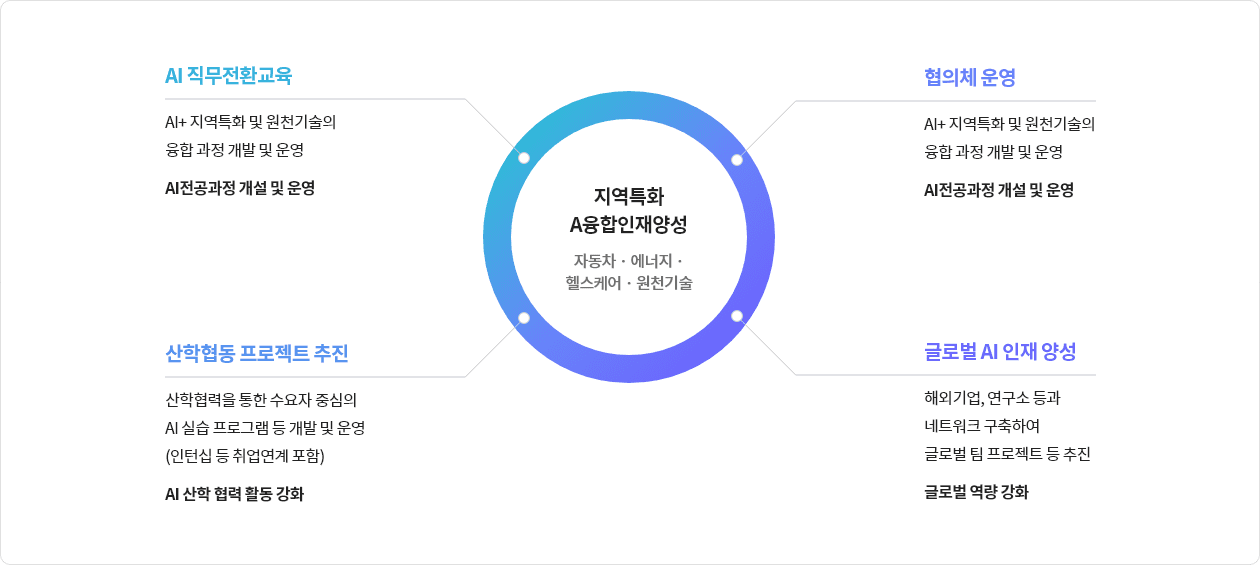 AI 직무전환교육
AI+ 지역특화 및 원천기술의
융합 과정 개발 및 운영
AI전공과정 개설 및 운영
협의체 운영
AI+ 지역특화 및 원천기술의
융합 과정 개발 및 운영
AI전공과정 개설 및 운영
지역특화
A융합인재양성
자동차 · 에너지 ·
헬스케어 · 원천기술
산학협동 프로젝트 추진
산학협력을 통한 수요자 중심의
AI 실습 프로그램 등 개발 및 운영
(인턴십 등 취업연계 포함)
AI 산학 협력 활동 강화
글로벌 AI 인재 양성
해외기업, 연구소 등과
네트워크 구축하여
글로벌 팀 프로젝트 등 추진
글로벌 역량 강화